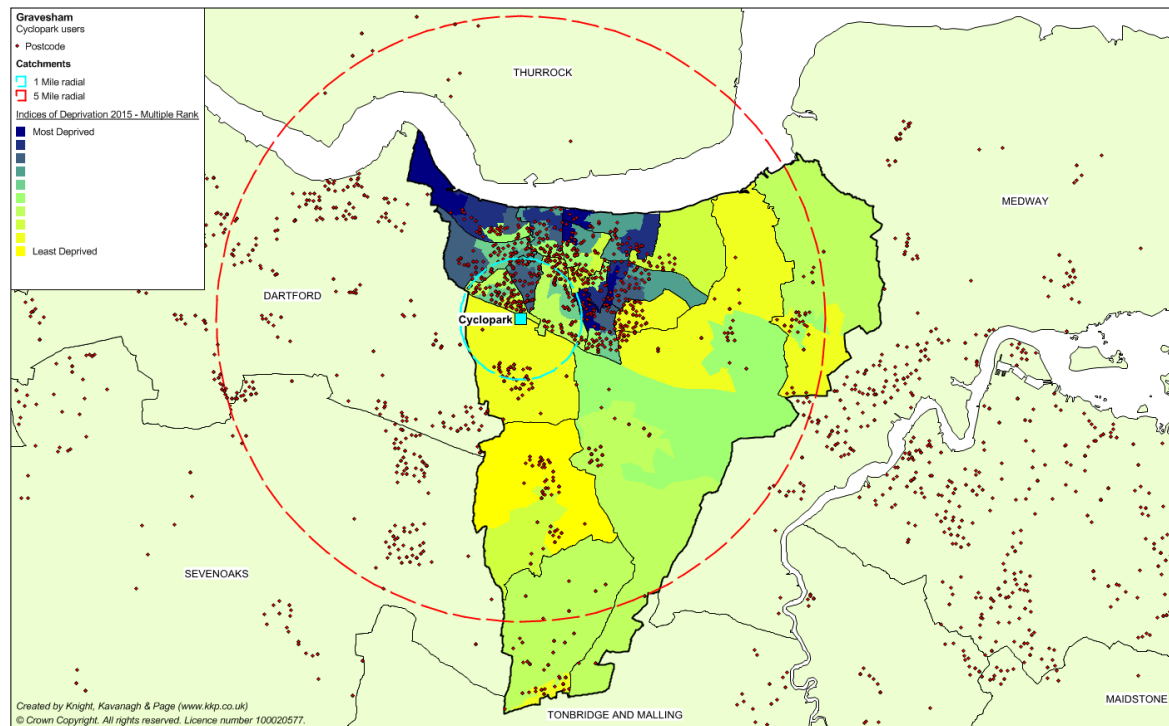 Gravesham
Cyclopark users
Postcode
Catchments
1 Mile radial
5 Mile radial
Indices of Deprivation 2015 - Multiple Rank
Most Deprived
Least Deprived
THURROCK
MEDWAY
DARTFORD
Cyclopark
SEVENOAKS
MAIDSTONE
TONBRIDGE AND MALLING
Created by Knight, Kavanagh & Page (www.kkp.co.uk)
© Crown Copyright. All rights reserved. Licence number 100020577.